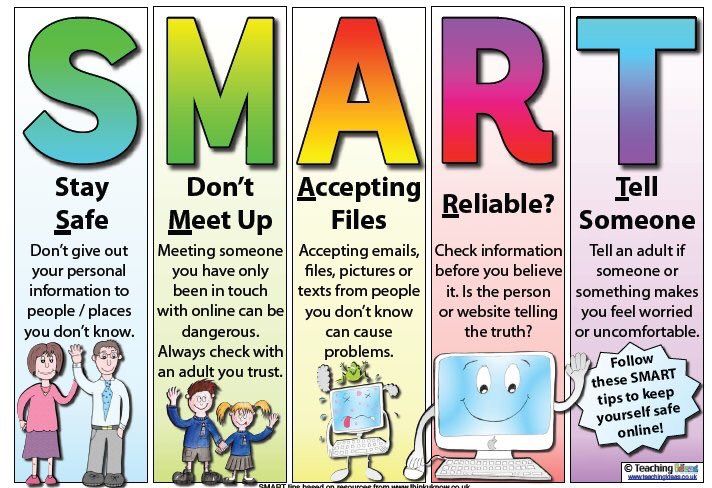 S
Stay
Safe
Don't give out
your personal
information to
people / places
you don't know.
M
Don't
Meet Up
Meeting someone
you have only
been in touch
with online can be
dangerous.
Always check with
an adult you trust.
A
Accepting
Files
Accepting emails,
files, pictures or
texts from people
you don't know
can cause
problems.
R
Reliable?
Check information
before you believe
it. Is the person
or website telling
the truth?
T
Tell
Someone
Tell an adult if
someone or
something makes
you feel worried
or uncomfortable.
Follow
these SMART
tips to keep
yourself safe
online!
© Teaching Ideas
www.teachingideas.co.uk
SMART tips based on resources from www.thinkuknow.co.uk